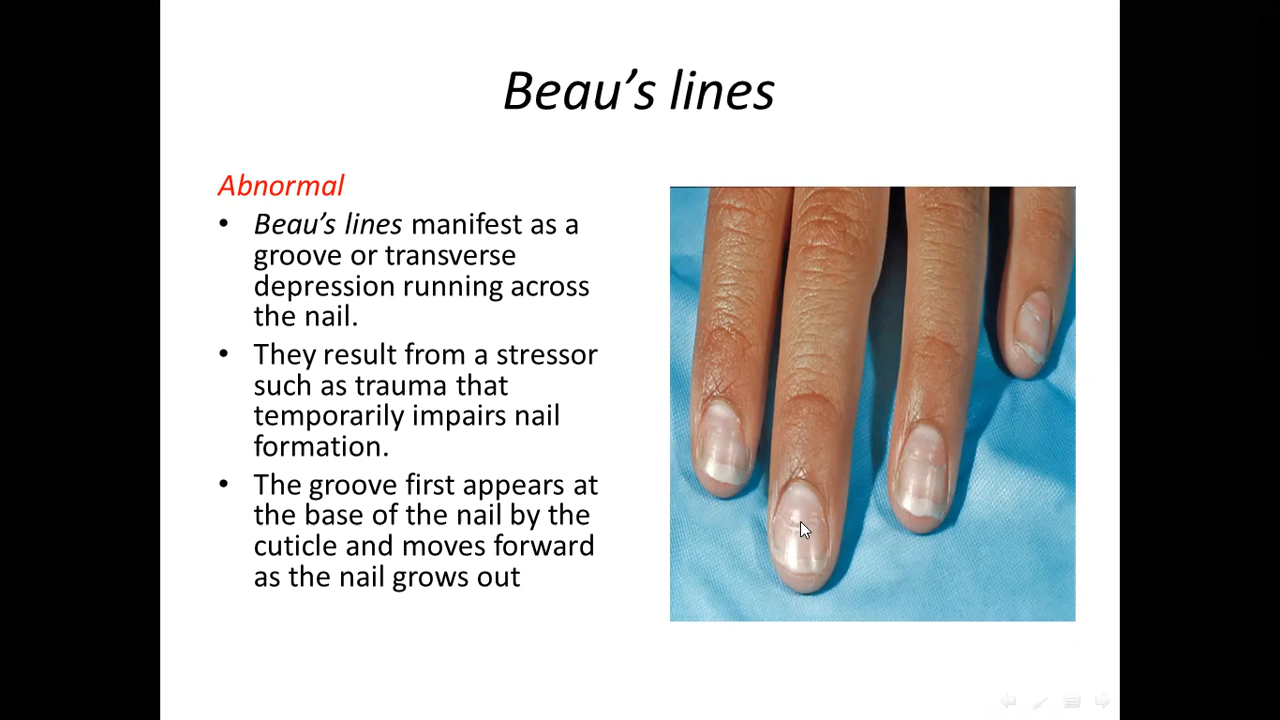 Beau’s lines
Abnormal
• Beau’s lines manifest as a
groove or transverse
depression running across
the nail.
• They result from a stressor
such as trauma that
temporarily impairs nail
formation.
• The groove first appears at
the base of the nail by the
cuticle and moves forward
as the nail grows out